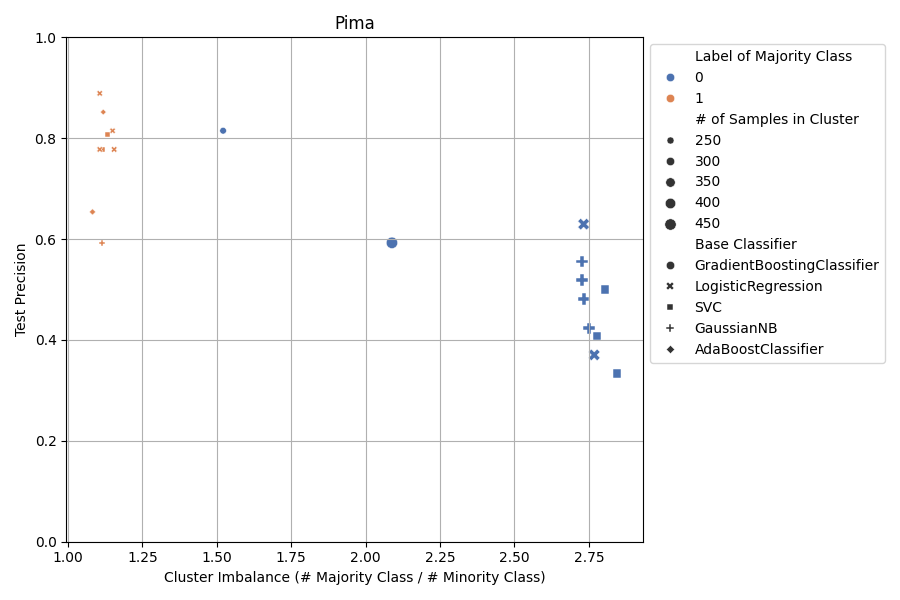 Pima
1.0
0.8
0.6
0.4
0.2
0.0
Test Precision
1.00
1.25
1.50
1.75
2.00
2.25
2.50
2.75
Cluster Imbalance (# Majority Class / # Minority Class)
Label of Majority Class
0
1
# of Samples in Cluster
250
300
350
400
450
Base Classifier
GradientBoostingClassifier
LogisticRegression
SVC
GaussianNB
AdaBoostClassifier